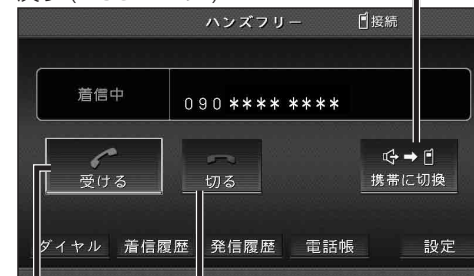 ハンズフリー 接続
着信中 090 **** ****
受ける 切る 携帯に切換
ダイヤル 着信履歴 発信履歴 電話帳 設定